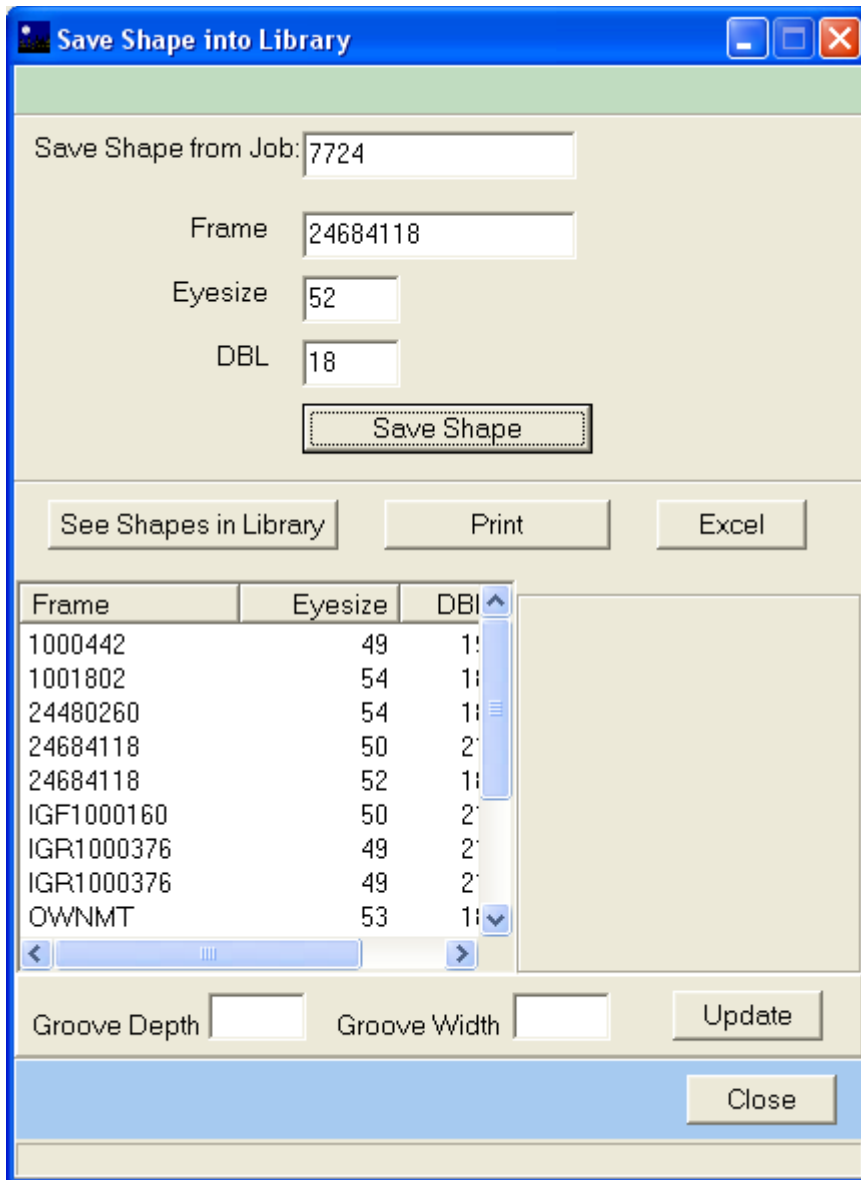 Save Shape into Library
Save Shape from Job: 7724
Frame 24684118
Eyesize 52
DBL 18
Save Shape
See Shapes in Library Print Excel
Frame Eyesize
1000442 49
1001802 54
24480260 54
24684118 50
24684118 52
IGF1000160 50
IGR1000376 49
IGR1000376 49
OWNMT 53
Groove Depth Groove Width Update
Close